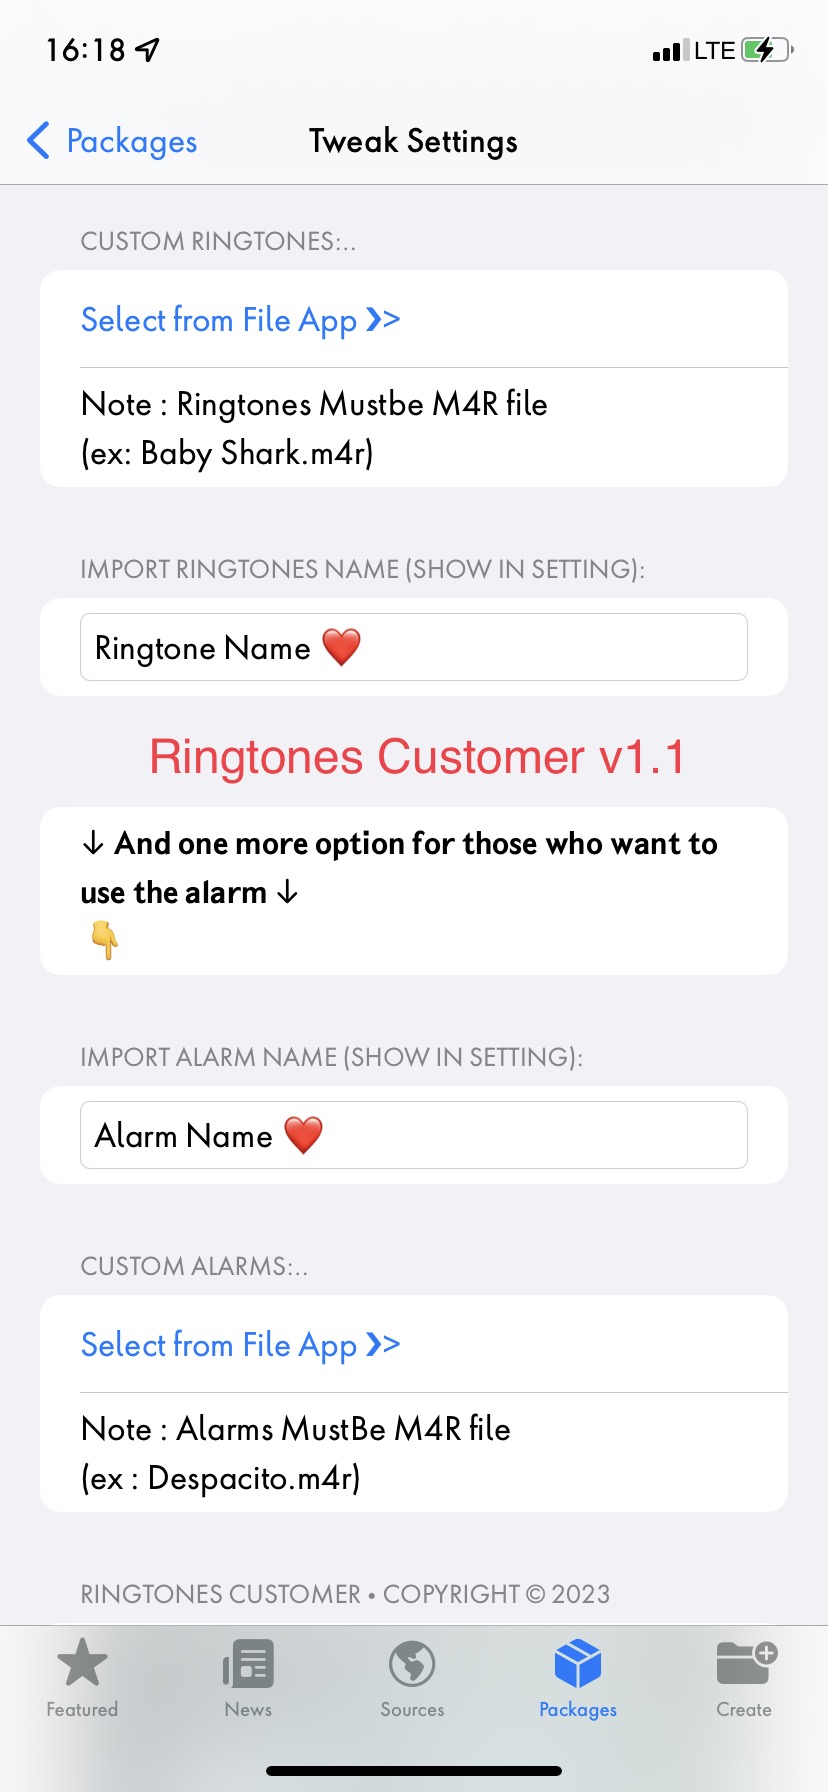 16:18
LTE
Packages
Tweak Settings
CUSTOM RINGTONES:..
Select from File App ❯>
Note : Ringtones Mustbe M4R file
(ex: Baby Shark.m4r)
IMPORT RINGTONES NAME (SHOW IN SETTING):
Ringtone Name ❤️
Ringtones Customer v1.1
↓ And one more option for those who want to
use the alarm ↓
👇
IMPORT ALARM NAME (SHOW IN SETTING):
Alarm Name ❤️
CUSTOM ALARMS:..
Select from File App ❯>
Note : Alarms MustBe M4R file
(ex : Despacito.m4r)
RINGTONES CUSTOMER • COPYRIGHT © 2023
Featured
News
Sources
Packages
Create